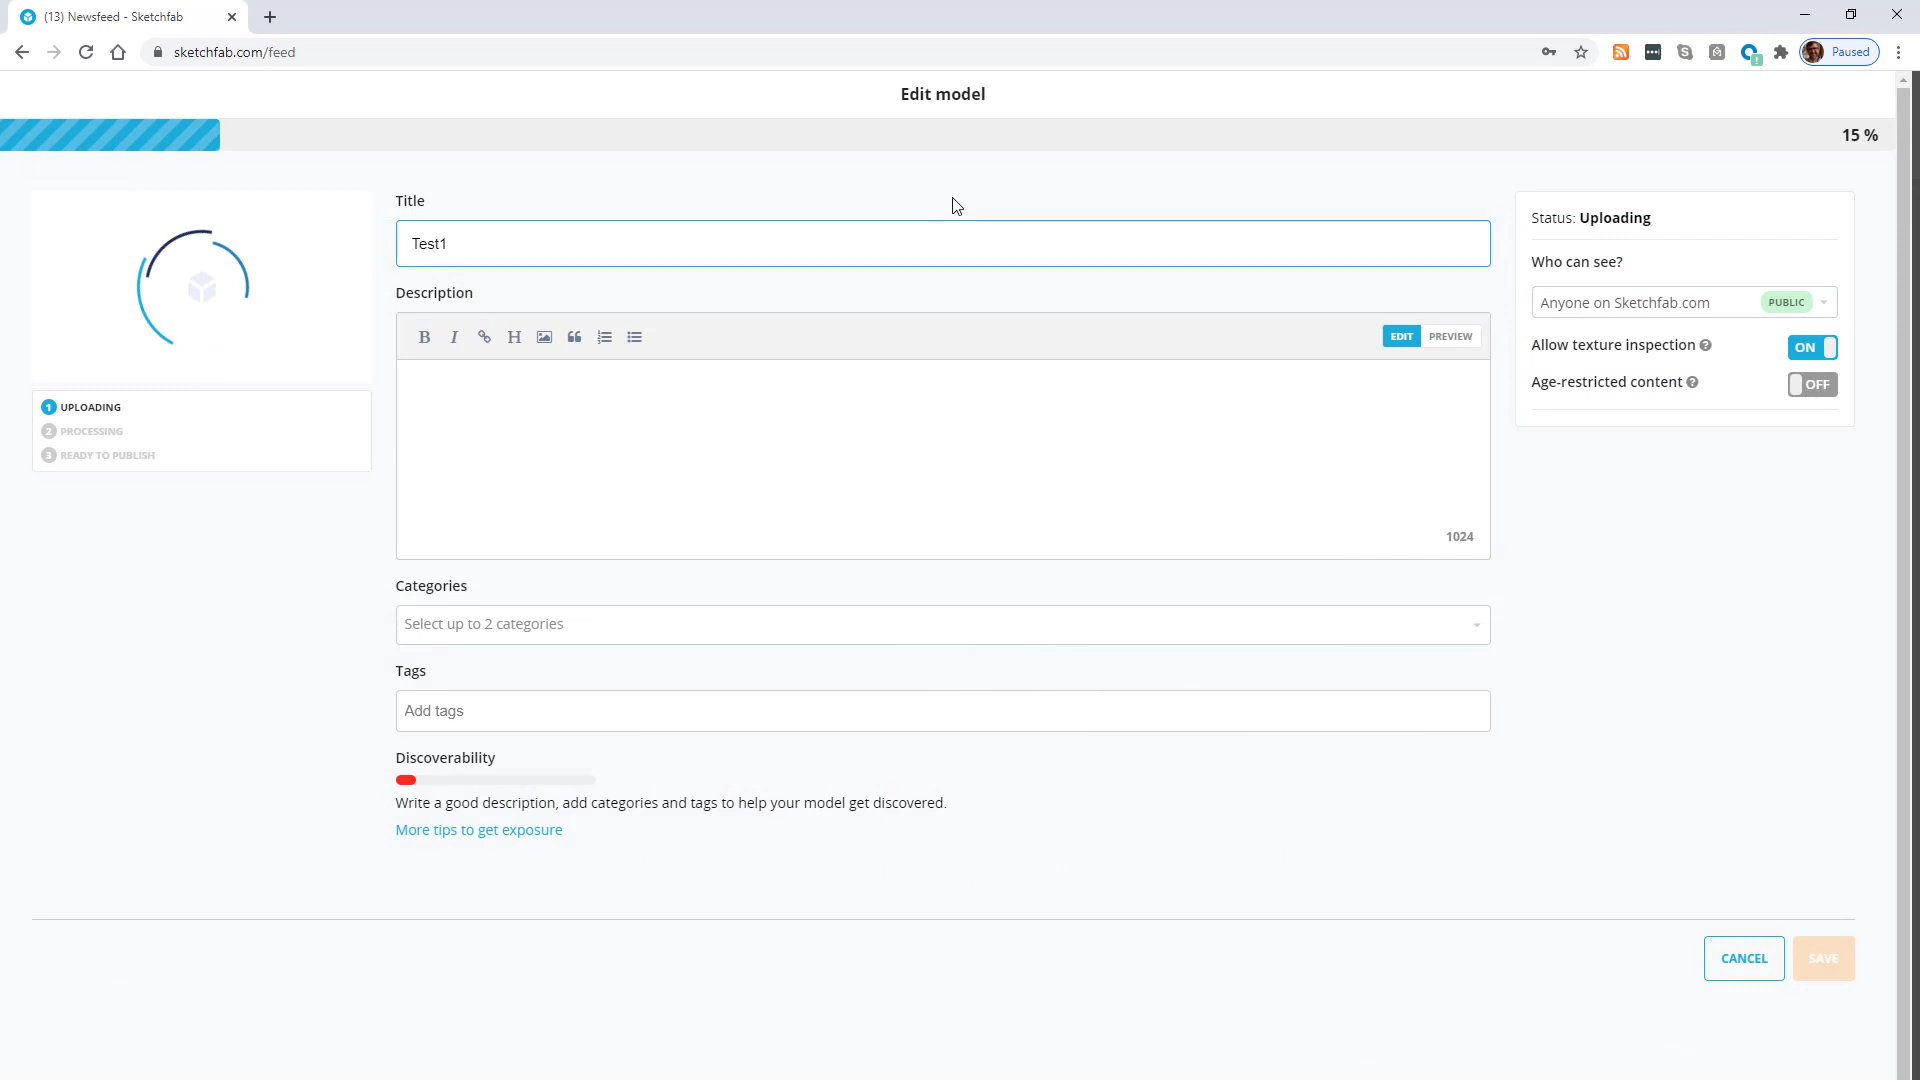 (13) Newsfeed - Sketchfab
sketchfab.com/feed
Paused
Edit model
15 %
Title
Test1
Description
B I H
EDIT PREVIEW
1024
Categories
Select up to 2 categories
Tags
Add tags
Discoverability
Write a good description, add categories and tags to help your model get discovered.
More tips to get exposure
1 UPLOADING
2 PROCESSING
3 READY TO PUBLISH
Status: Uploading
Who can see?
Anyone on Sketchfab.com PUBLIC
Allow texture inspection ? ON
Age-restricted content ? OFF
CANCEL SAVE